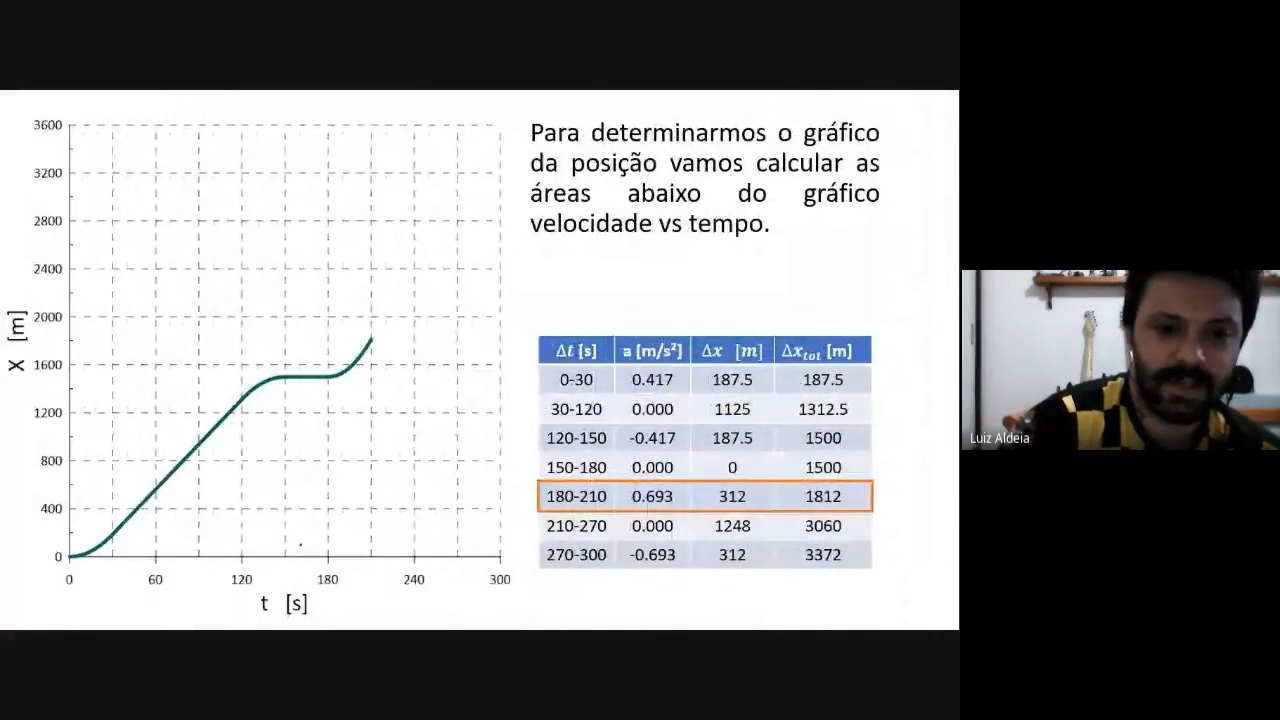 Para determinarmos o gráfico
da posição vamos calcular as
áreas abaixo do gráfico
velocidade vs tempo.
3600
3200
2800
2400
2000
1600
1200
800
400
0
X [m]
0 60 120 180 240 300
t [s]
Δt [s] a [m/s²] Δx [m] Δx_tot [m]
0-30 0.417 187.5 187.5
30-120 0.000 1125 1312.5
120-150 -0.417 187.5 1500
150-180 0.000 0 1500
180-210 0.693 312 1812
210-270 0.000 1248 3060
270-300 -0.693 312 3372
Luiz Aldeia